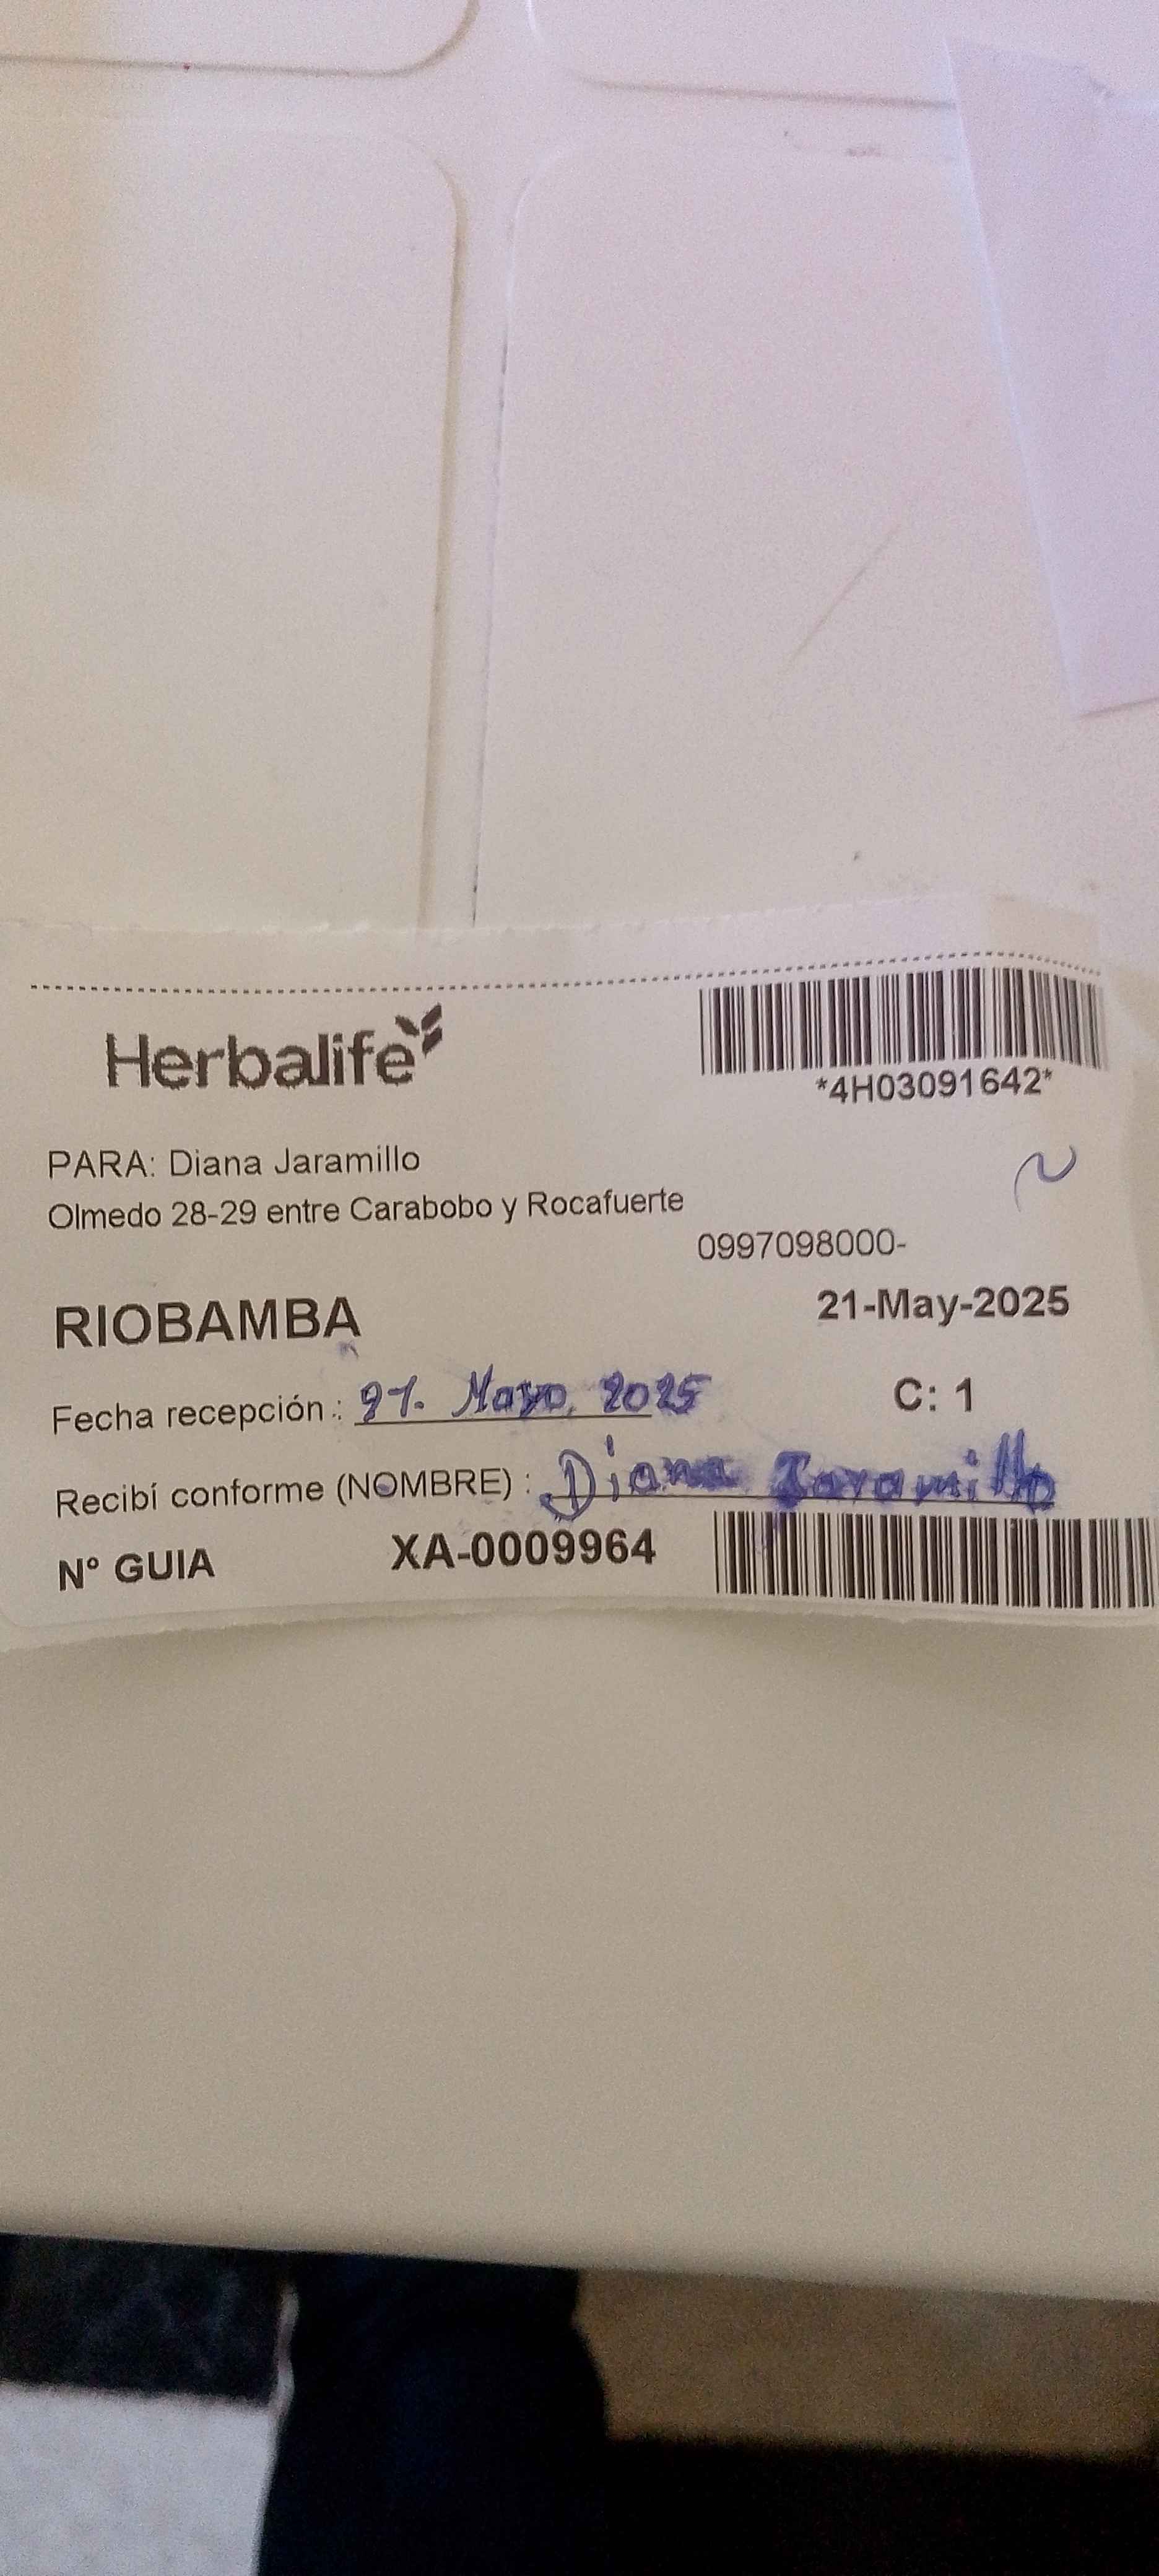 Herbalife
*4H03091642*
PARA: Diana Jaramillo
Olmedo 28-29 entre Carabobo y Rocafuerte
0997098000-
RIOBAMBA
21-May-2025
Fecha recepción.: Mayo, 2025
C: 1
Recibí conforme (NOMBRE) : Diana Jaramillo
Nº GUIA XA-0009964